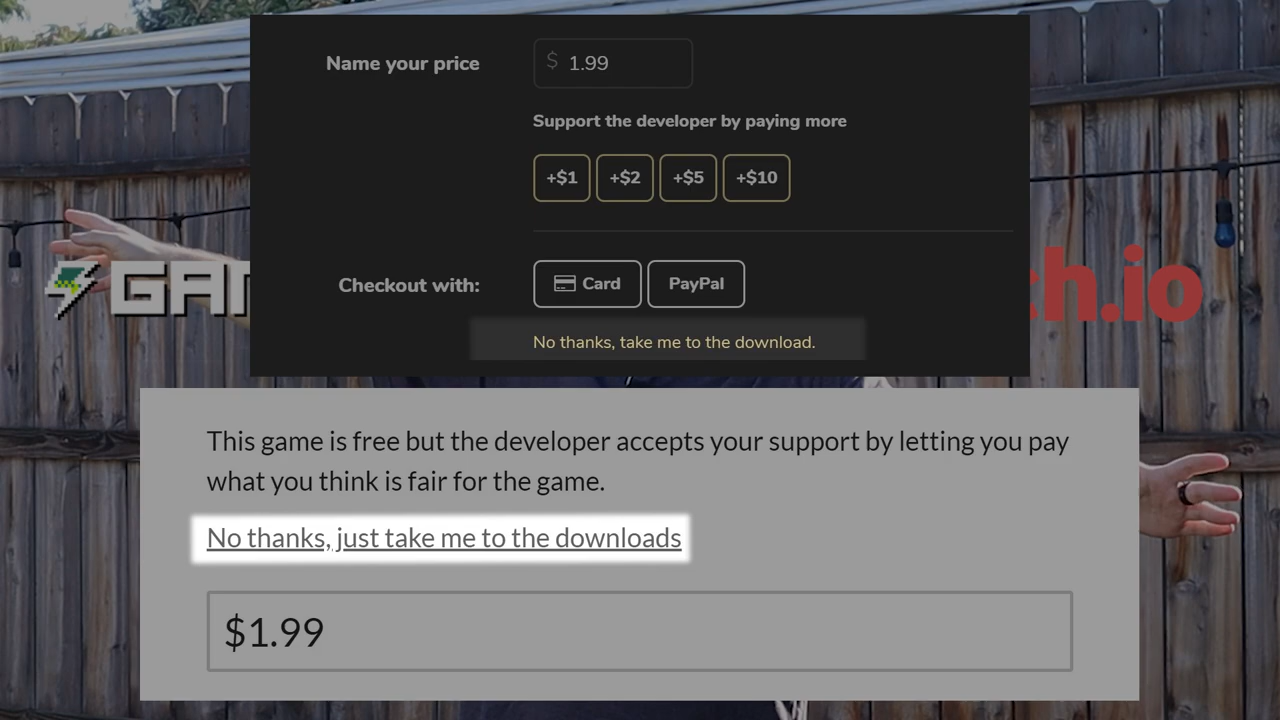 Name your price
$ 1.99
Support the developer by paying more
+$1 +$2 +$5 +$10
GAM
ch.io
Checkout with:
Card PayPal
No thanks, take me to the download.
This game is free but the developer accepts your support by letting you pay
what you think is fair for the game.
No thanks, just take me to the downloads
$1.99